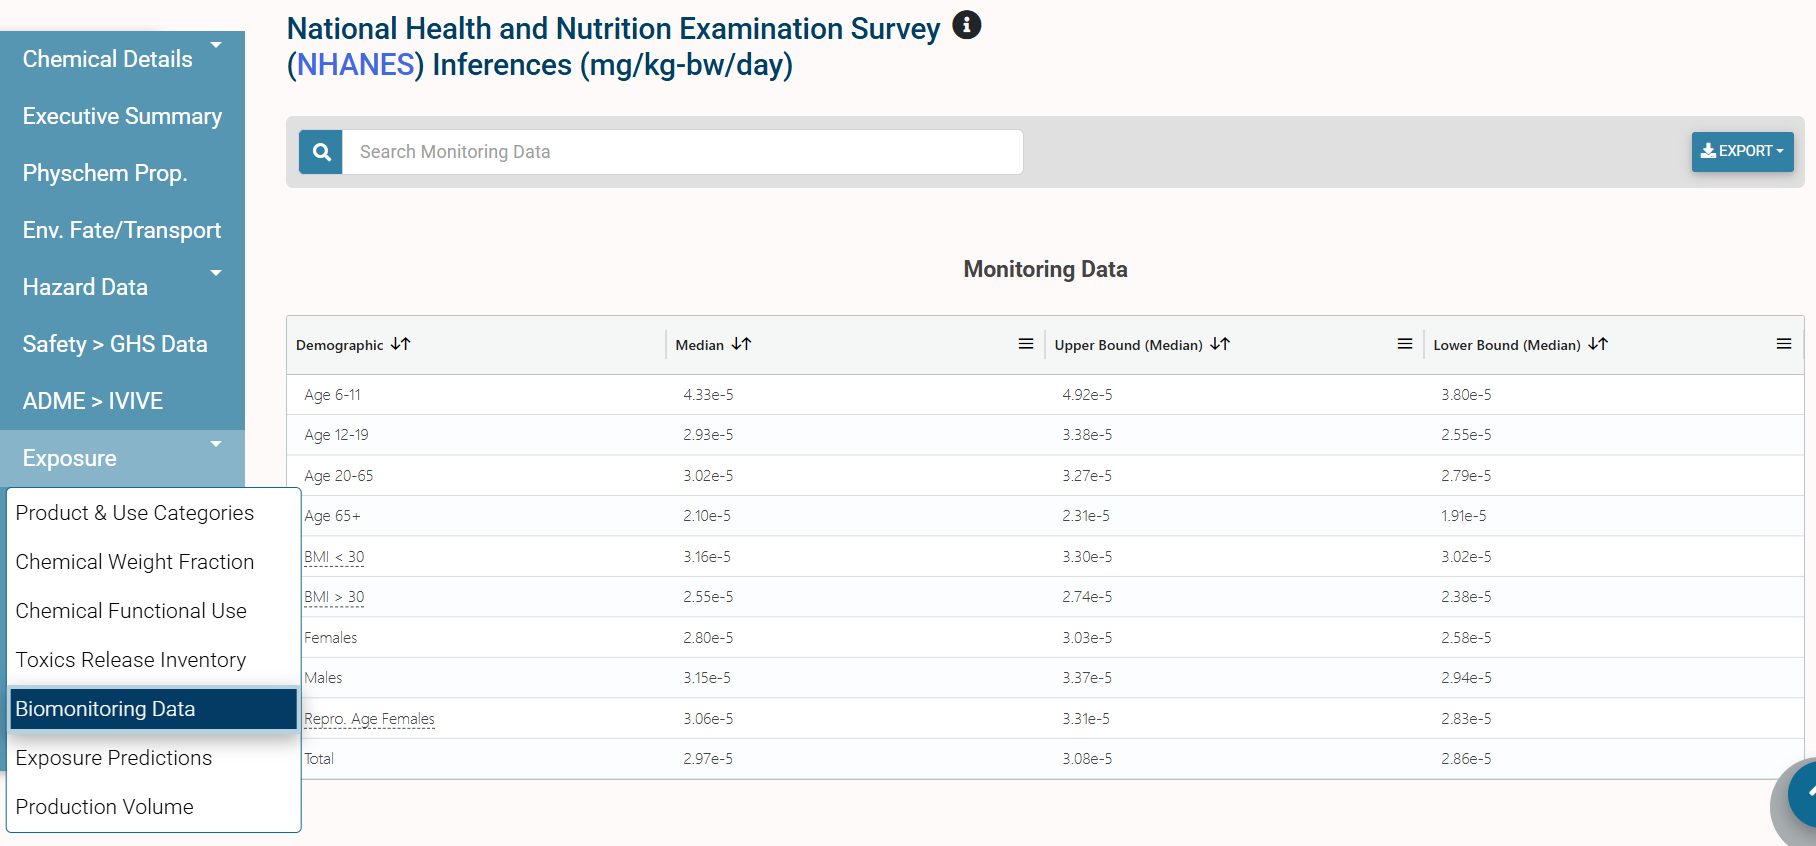 National Health and Nutrition Examination Survey
(NHANES) Inferences (mg/kg-bw/day)
Chemical Details
Executive Summary
Physchem Prop.
Env. Fate/Transport
Hazard Data
Safety > GHS Data
ADME > IVIVE
Exposure
Product & Use Categories
Chemical Weight Fraction
Chemical Functional Use
Toxics Release Inventory
Biomonitoring Data
Exposure Predictions
Production Volume
Search Monitoring Data
EXPORT
Monitoring Data
Demographic Median Upper Bound (Median) Lower Bound (Median)
Age 6-11 4.33e-5 4.92e-5 3.80e-5
Age 12-19 2.93e-5 3.38e-5 2.55e-5
Age 20-65 3.02e-5 3.27e-5 2.79e-5
Age 65+ 2.10e-5 2.31e-5 1.91e-5
BMI < 30 3.16e-5 3.30e-5 3.02e-5
BMI > 30 2.55e-5 2.74e-5 2.38e-5
Females 2.80e-5 3.03e-5 2.58e-5
Males 3.15e-5 3.37e-5 2.94e-5
Repro. Age Females 3.06e-5 3.31e-5 2.83e-5
Total 2.97e-5 3.08e-5 2.86e-5